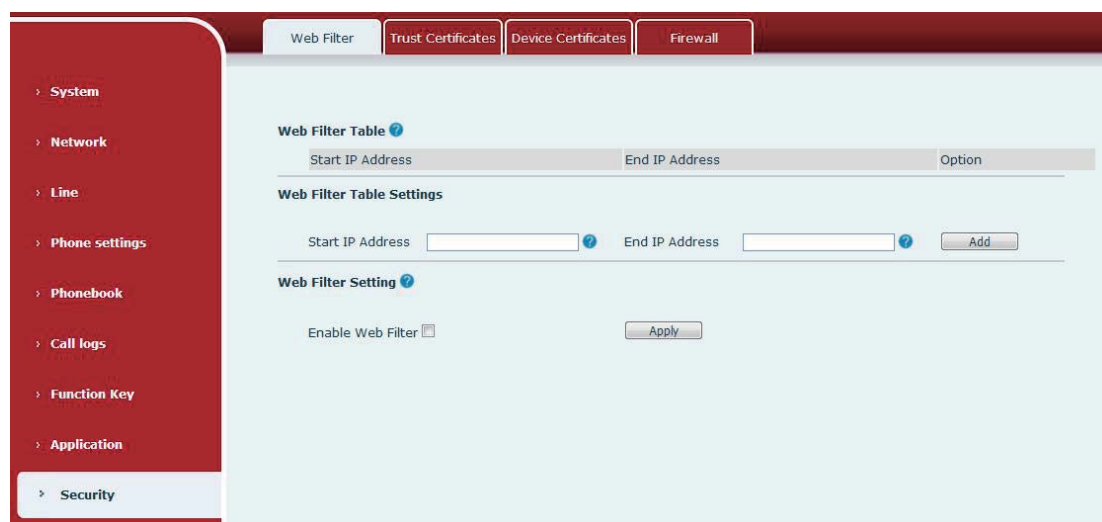 Web Filter
Trust Certificates
Device Certificates
Firewall
› System
› Network
› Line
› Phone settings
› Phonebook
› Call logs
› Function Key
› Application
› Security
Web Filter Table ?
Start IP Address End IP Address Option
Web Filter Table Settings
Start IP Address ? End IP Address ? Add
Web Filter Setting ?
Enable Web Filter Apply